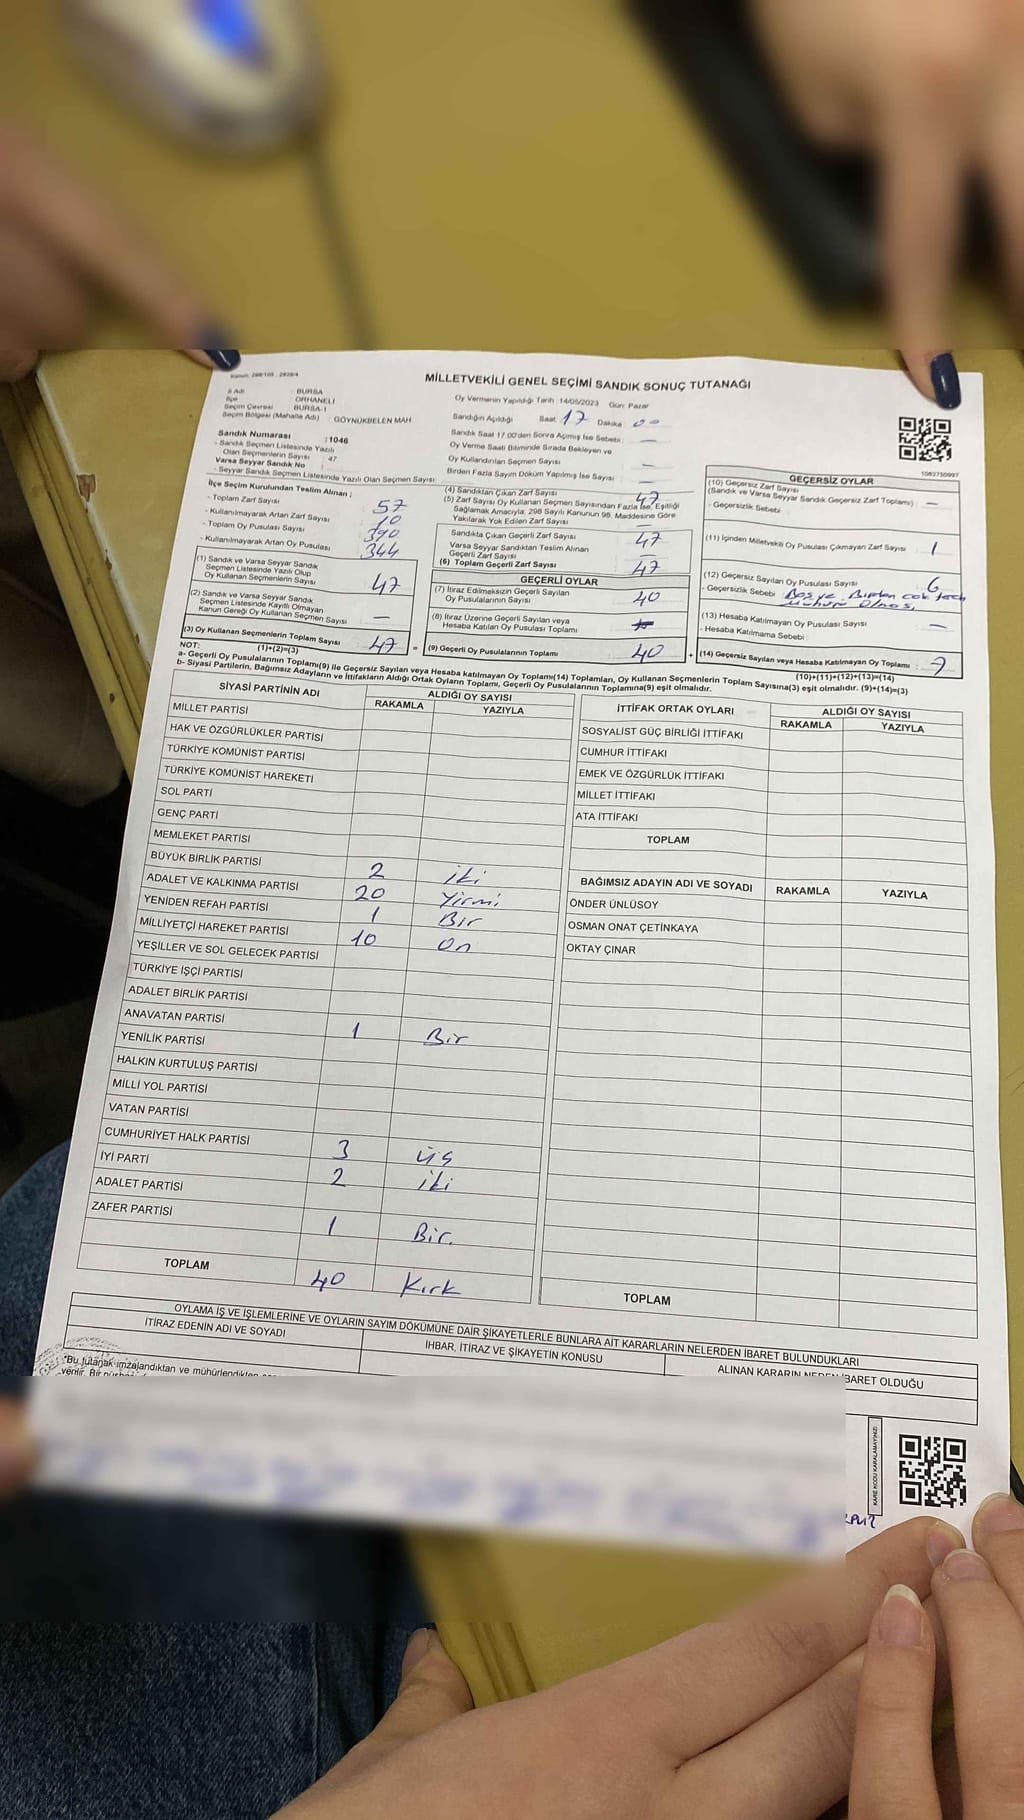 Kanun: 298/105 - 2839/4
MİLLETVEKİLİ GENEL SEÇİMİ SANDIK SONUÇ TUTANAĞI
İl Adı : BURSA
İlçe : ORHANELİ
Seçim Çevresi : BURSA-1
Seçim Bölgesi (Mahalle Adı) : GÖYNÜKBELEN MAH
Sandık Numarası : 1046
- Sandık Seçmen Listesinde Yazılı Olan Seçmenlerin Sayısı : 47
Varsa Seyyar Sandık No :
- Seyyar Sandık Seçmen Listesinde Yazılı Olan Seçmen Sayısı:
Oy Vermenin Yapıldığı Tarih :14/05/2023 Gün: Pazar
Sandığın Açıldığı Saat: 17 Dakika : 00
Sandık Saat 17.00'den Sonra Açmış İse Sebebi : —
Oy Verme Saati Bitiminde Sırada Bekleyen ve
Oy Kullandırılan Seçmen Sayısı : —
Birden Fazla Sayım Döküm Yapılmış İse Sayısı : —
İlçe Seçim Kurulundan Teslim Alınan ;
- Toplam Zarf Sayısı 57
- Kullanılmayarak Artan Zarf Sayısı 10
- Toplam Oy Pusulası Sayısı 390
- Kullanılmayarak Artan Oy Pusulası 344
(1) Sandık ve Varsa Seyyar Sandık
Seçmen Listesinde Yazılı Olup
Oy Kullanan Seçmenlerin Sayısı 47
(2) Sandık ve Varsa Seyyar Sandık
Seçmen Listesinde Kayıtlı Olmayan
Kanun Gereği Oy Kullanan Seçmen Sayısı —
(3) Oy Kullanan Seçmenlerin Toplam Sayısı 47
(1)+(2)=(3)
(4) Sandıktan Çıkan Zarf Sayısı 47
(5) Zarf Sayısı Oy Kullanan Seçmen Sayısından Fazla İse, Eşitliği
Sağlamak Amacıyla, 298 Sayılı Kanunun 98. Maddesine Göre
Yakılarak Yok Edilen Zarf Sayısı —
Sandıkta Çıkan Geçerli Zarf Sayısı 47
Varsa Seyyar Sandıktan Teslim Alınan
Geçerli Zarf Sayısı —
(6) Toplam Geçerli Zarf Sayısı 47
GEÇERLİ OYLAR
(7) İtiraz Edilmeksizin Geçerli Sayılan
Oy Pusulalarının Sayısı 40
(8) İtiraz Üzerine Geçerli Sayılan veya
Hesaba Katılan Oy Pusulası Toplamı
(9) Geçerli Oy Pusulalarının Toplamı 40
1083750997
GEÇERSİZ OYLAR
(10) Geçersiz Zarf Sayısı
(Sandık ve Varsa Seyyar Sandık Geçersiz Zarf Toplamı) : —
- Geçersizlik Sebebi :
(11) İçinden Milletvekili Oy Pusulası Çıkmayan Zarf Sayısı : 1
(12) Geçersiz Sayılan Oy Pusulası Sayısı : 6
- Geçersizlik Sebebi : Boş ve Birden çok
(13) Hesaba Katılmayan Oy Pusulası Sayısı : —
- Hesaba Katılmama Sebebi :
(14) Geçersiz Sayılan veya Hesaba Katılmayan Oy Toplamı : 7
(10)+(11)+(12)+(13)=(14)
NOT:
a- Geçerli Oy Pusulalarının Toplamı(9) ile Geçersiz Sayılan veya Hesaba katılmayan Oy Toplamı(14) Toplamları, Oy Kullanan Seçmenlerin Toplam Sayısına(3) eşit olmalıdır. (9)+(14)=(3)
b- Siyasi Partilerin, Bağımsız Adayların ve İttifakların Aldığı Ortak Oyların Toplamı, Geçerli Oy Pusulalarının Toplamına(9) eşit olmalıdır.
SİYASİ PARTİNİN ADI ALDIĞI OY SAYISI
RAKAMLA YAZIYLA
MİLLET PARTİSİ
HAK VE ÖZGÜRLÜKLER PARTİSİ
TÜRKİYE KOMÜNİST PARTİSİ
TÜRKİYE KOMÜNİST HAREKETİ
SOL PARTİ
GENÇ PARTİ
MEMLEKET PARTİSİ
BÜYÜK BİRLİK PARTİSİ 2 iki
ADALET VE KALKINMA PARTİSİ 20 Yirmi
YENİDEN REFAH PARTİSİ 1 Bir
MİLLİYETÇİ HAREKET PARTİSİ 10 On
YEŞİLLER VE SOL GELECEK PARTİSİ
TÜRKİYE İŞÇİ PARTİSİ
ADALET BİRLİK PARTİSİ
ANAVATAN PARTİSİ
YENİLİK PARTİSİ 1 Bir
HALKIN KURTULUŞ PARTİSİ
MİLLİ YOL PARTİSİ
VATAN PARTİSİ
CUMHURİYET HALK PARTİSİ 3 üç
İYİ PARTİ 2 iki
ADALET PARTİSİ
ZAFER PARTİSİ 1 Bir.
TOPLAM 40 Kırk
İTTİFAK ORTAK OYLARI ALDIĞI OY SAYISI
RAKAMLA YAZIYLA
SOSYALİST GÜÇ BİRLİĞİ İTTİFAKI
CUMHUR İTTİFAKI
EMEK VE ÖZGÜRLÜK İTTİFAKI
MİLLET İTTİFAKI
ATA İTTİFAKI
TOPLAM
BAĞIMSIZ ADAYIN ADI VE SOYADI RAKAMLA YAZIYLA
ÖNDER ÜNLÜSOY
OSMAN ONAT ÇETİNKAYA
OKTAY ÇINAR
TOPLAM
OYLAMA İŞ VE İŞLEMLERİNE VE OYLARIN SAYIM DÖKÜMÜNE DAİR ŞİKAYETLERLE BUNLARA AİT KARARLARIN NELERDEN İBARET BULUNDUKLARI
İTİRAZ EDENİN ADI VE SOYADI İHBAR, İTİRAZ VE ŞİKAYETİN KONUSU ALINAN KARARIN NEDEN İBARET OLDUĞU
"Bu tutanak imzalandıktan ve mühürlendikten
KARE KODU KARALAMAYINIZ!